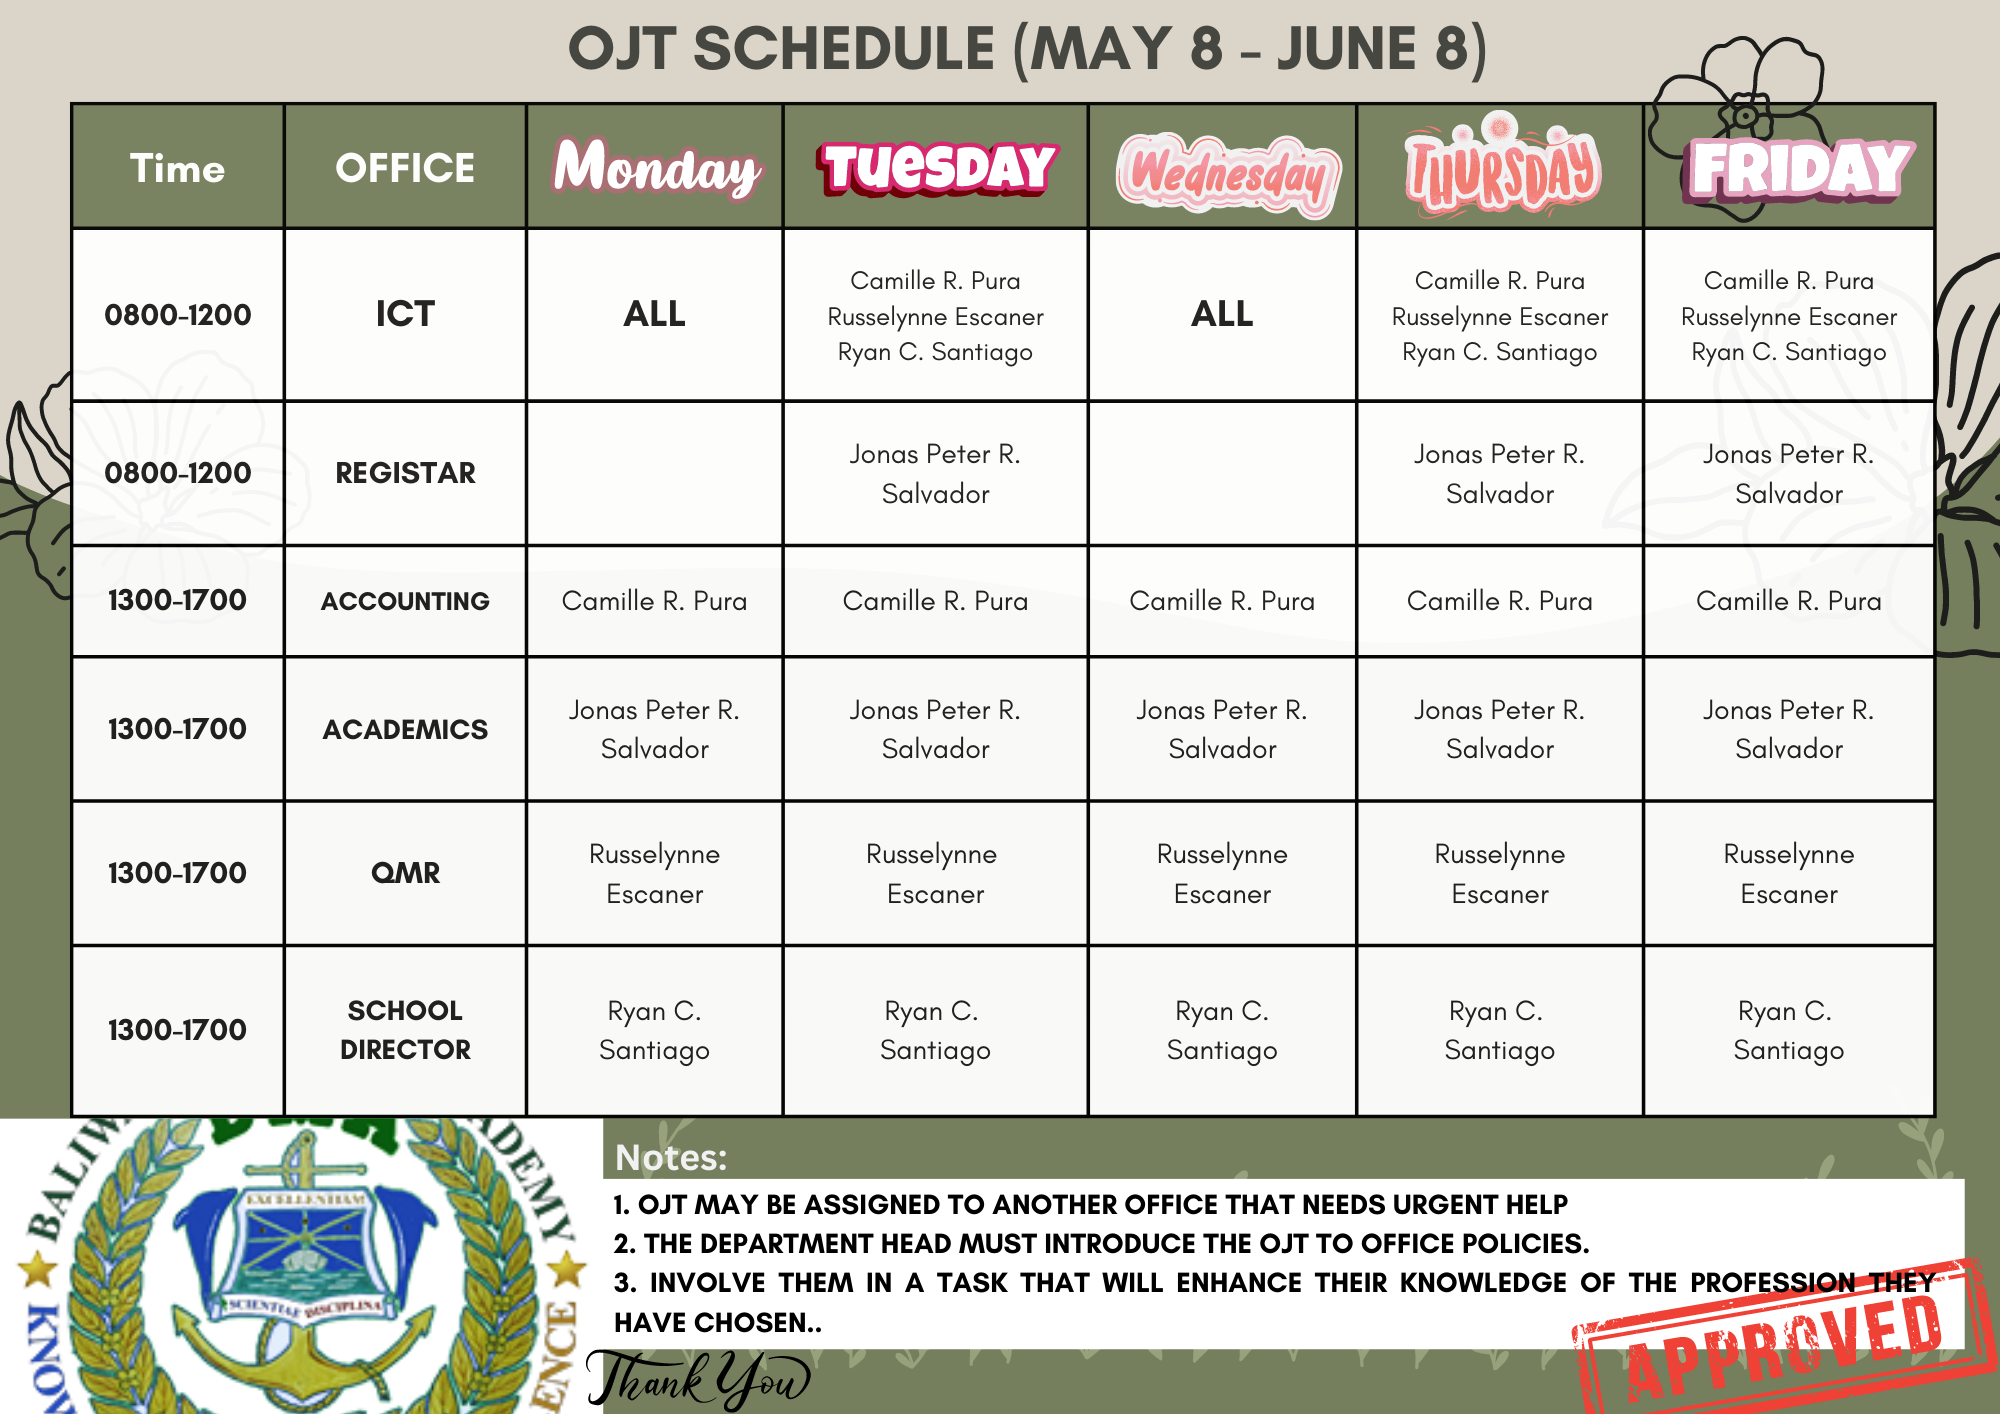 OJT SCHEDULE (MAY 8 - JUNE 8)
Time OFFICE Monday TUESDAY Wednesday THURSDAY FRIDAY
0800-1200 ICT ALL Camille R. Pura Russelynne Escaner Ryan C. Santiago ALL Camille R. Pura Russelynne Escaner Ryan C. Santiago Camille R. Pura Russelynne Escaner Ryan C. Santiago
0800-1200 REGISTAR Jonas Peter R. Salvador Jonas Peter R. Salvador Jonas Peter R. Salvador
1300-1700 ACCOUNTING Camille R. Pura Camille R. Pura Camille R. Pura Camille R. Pura Camille R. Pura
1300-1700 ACADEMICS Jonas Peter R. Salvador Jonas Peter R. Salvador Jonas Peter R. Salvador Jonas Peter R. Salvador Jonas Peter R. Salvador
1300-1700 QMR Russelynne Escaner Russelynne Escaner Russelynne Escaner Russelynne Escaner Russelynne Escaner
1300-1700 SCHOOL DIRECTOR Ryan C. Santiago Ryan C. Santiago Ryan C. Santiago Ryan C. Santiago Ryan C. Santiago
EXCELLENTIAM
SCIENTIAE DISCIPLINA
Notes:
1. OJT MAY BE ASSIGNED TO ANOTHER OFFICE THAT NEEDS URGENT HELP
2. THE DEPARTMENT HEAD MUST INTRODUCE THE OJT TO OFFICE POLICIES.
3. INVOLVE THEM IN A TASK THAT WILL ENHANCE THEIR KNOWLEDGE OF THE PROFESSION THEY
HAVE CHOSEN..
Thank You
APPROVED